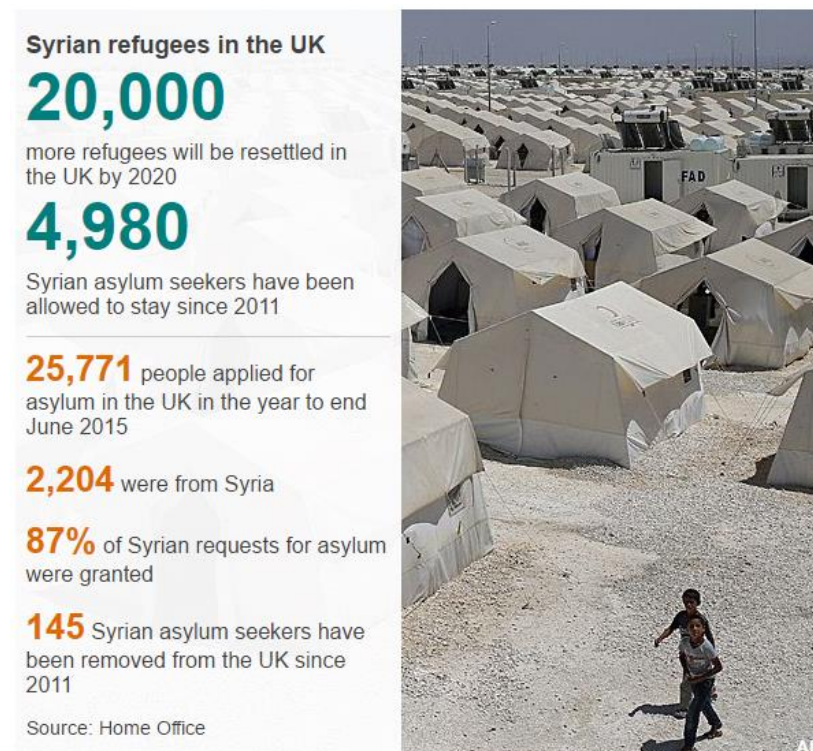 Syrian refugees in the UK
20,000
more refugees will be resettled in
the UK by 2020
4,980
Syrian asylum seekers have been
allowed to stay since 2011
25,771 people applied for
asylum in the UK in the year to end
June 2015
2,204 were from Syria
87% of Syrian requests for asylum
were granted
145 Syrian asylum seekers have
been removed from the UK since
2011
Source: Home Office
FAD